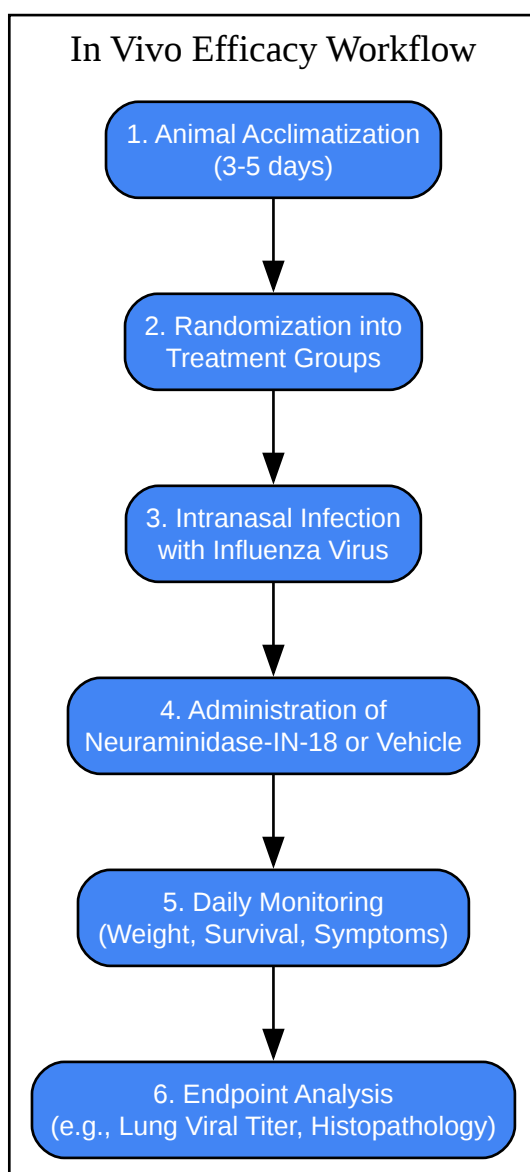 In Vivo Efficacy Workflow
1. Animal Acclimatization
(3-5 days)
2. Randomization into
Treatment Groups
3. Intranasal Infection
with Influenza Virus
4. Administration of
Neuraminidase-IN-18 or Vehicle
5. Daily Monitoring
(Weight, Survival, Symptoms)
6. Endpoint Analysis
(e.g., Lung Viral Titer, Histopathology)